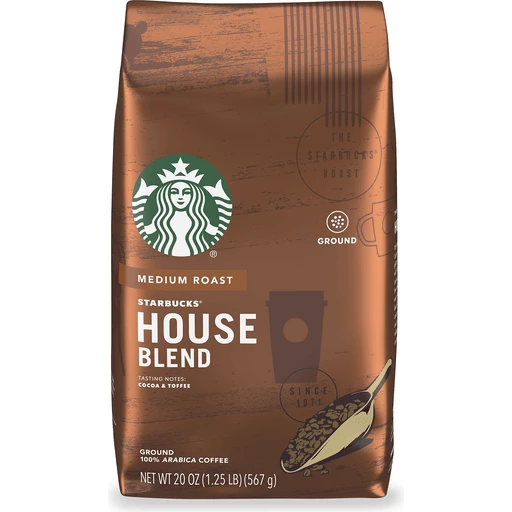 THE
STARBUCKS®
ROAST
GROUND
®
MEDIUM ROAST
STARBUCKS®
HOUSE
BLEND
TASTING NOTES:
COCOA & TOFFEE
SINCE
1971
GROUND
100% ARABICA COFFEE
NET WT 20 OZ (1.25 LB) (567 g)